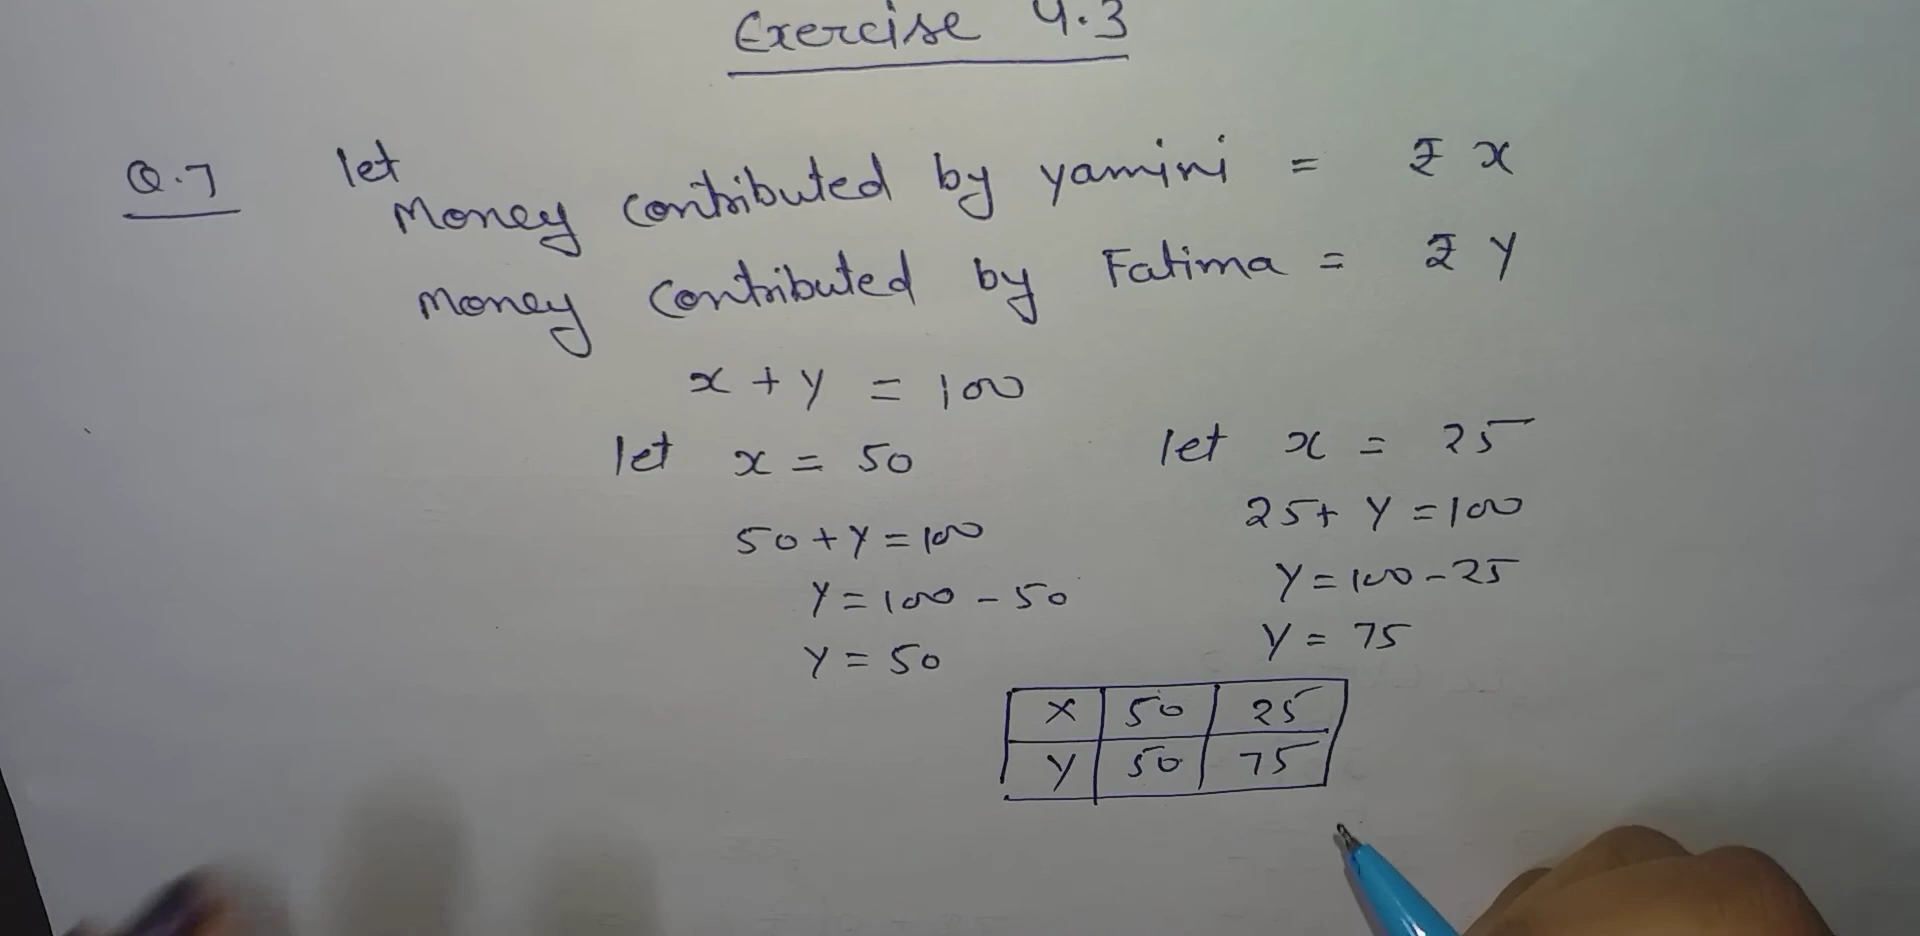 Exercise 4.3
Q.7 let
Money contributed by yamini = ₹ x
Money contributed by Fatima = ₹ y
x + y = 100
let x = 50
50 + y = 100
y = 100 - 50
y = 50
let x = 25
25 + y = 100
y = 100 - 25
y = 75
x 50 25
y 50 75